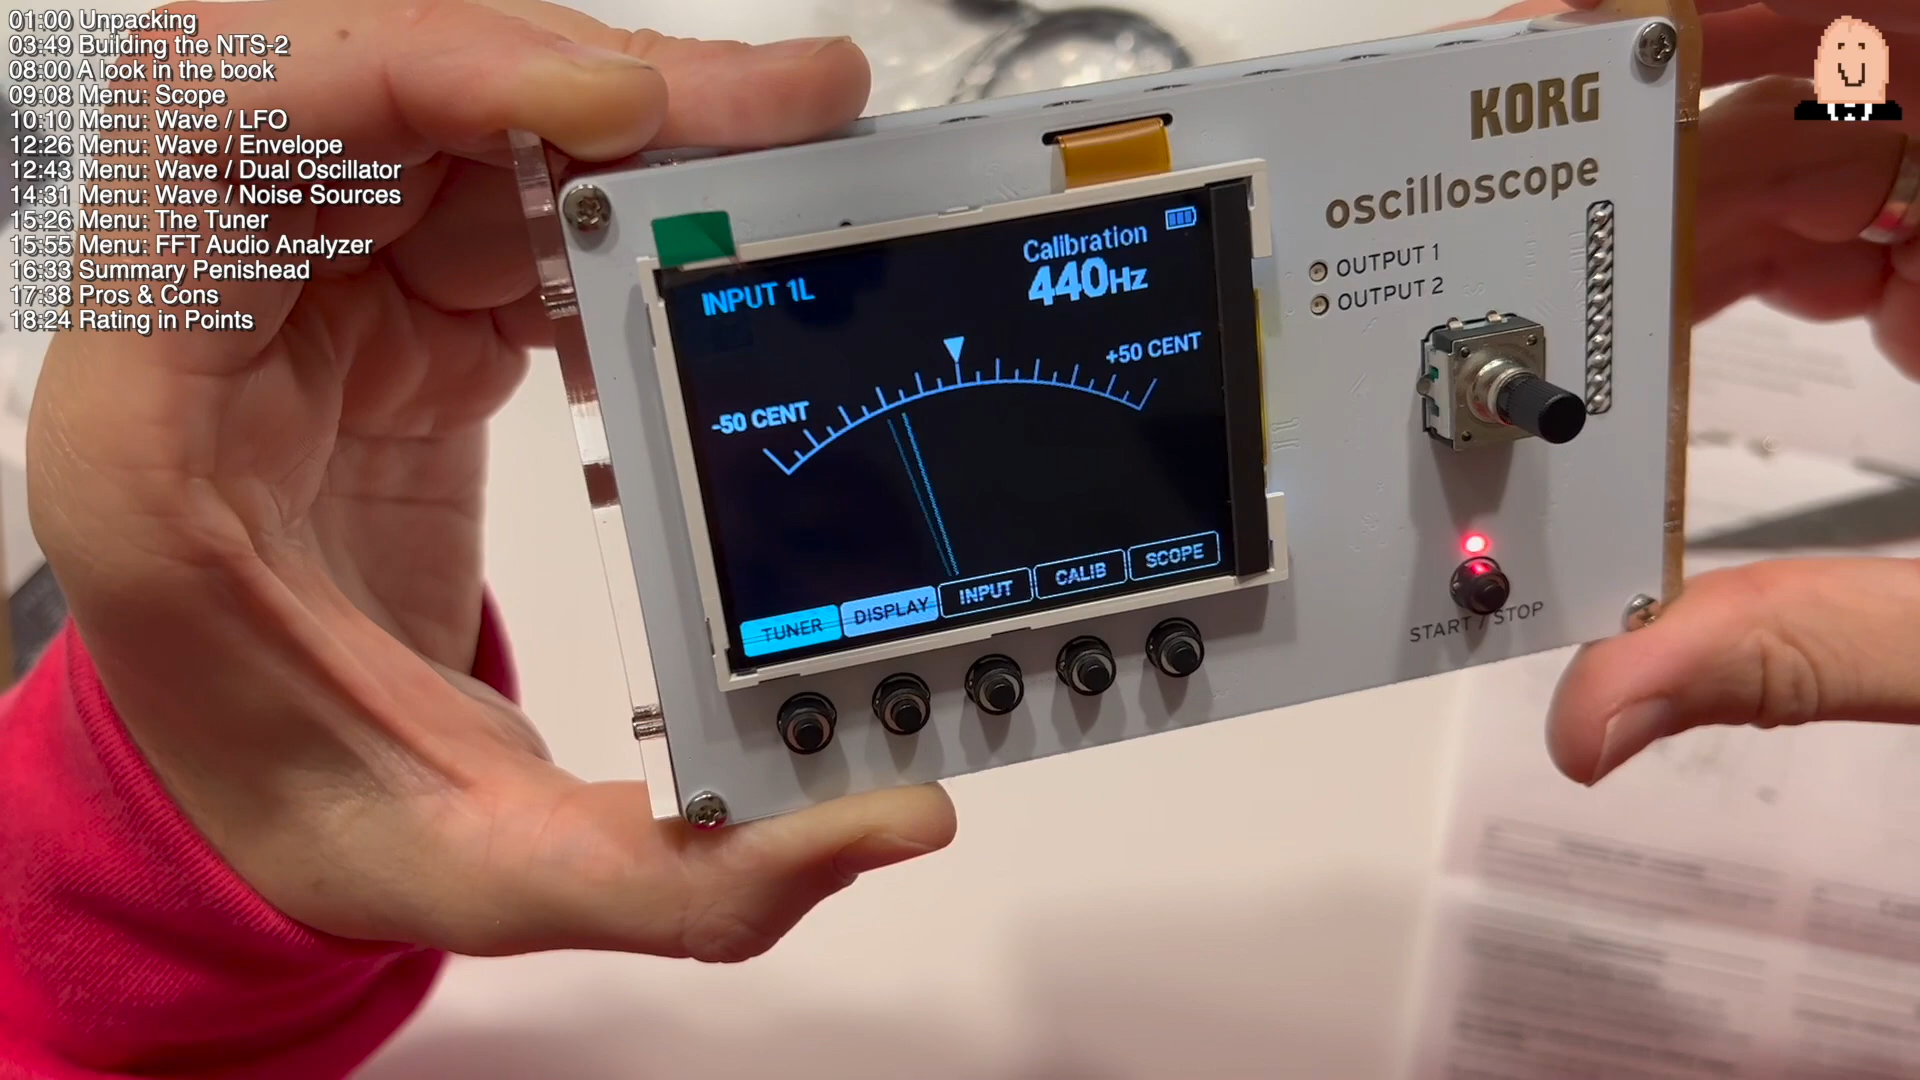 01:00 Unpacking
03:49 Building the NTS-2
08:00 A look in the book
09:08 Menu: Scope
10:10 Menu: Wave / LFO
12:26 Menu: Wave / Envelope
12:43 Menu: Wave / Dual Oscillator
14:31 Menu: Wave / Noise Sources
15:26 Menu: The Tuner
15:55 Menu: FFT Audio Analyzer
16:33 Summary Penishead
17:38 Pros & Cons
18:24 Rating in Points
KORG
oscilloscope
OUTPUT 1
OUTPUT 2
START / STOP
Calibration
440Hz
INPUT 1L
-50 CENT
+50 CENT
TUNER
DISPLAY
INPUT
CALIB
SCOPE